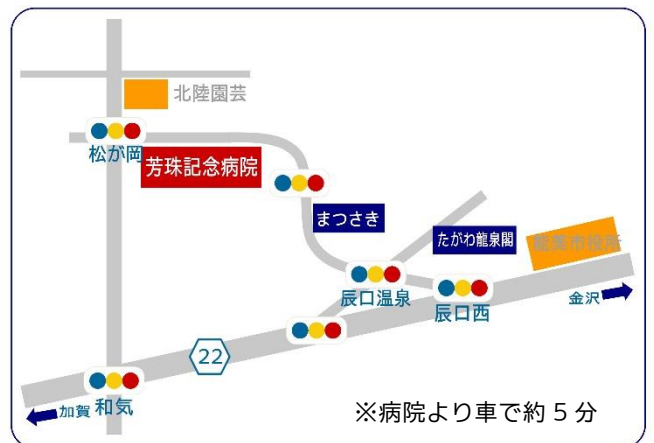 北陸園芸
松が岡
芳珠記念病院
まつさき
たがわ龍泉閣
能美市役所
辰口温泉
辰口西
金沢
22
加賀
和気
※病院より車で約5分